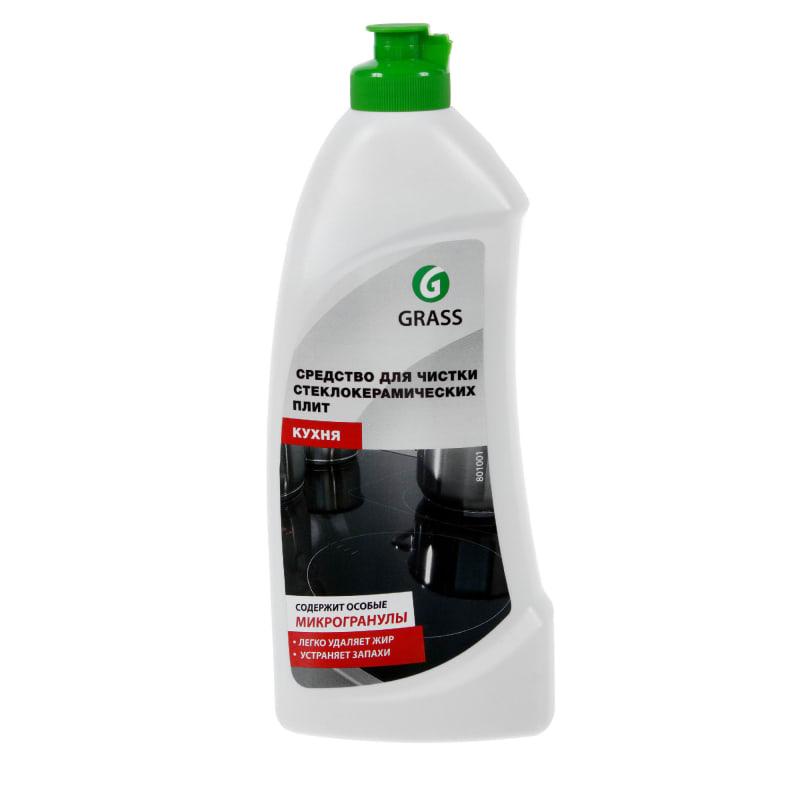 G
GRASS
СРЕДСТВО ДЛЯ ЧИСТКИ
СТЕКЛОКЕРАМИЧЕСКИХ
ПЛИТ
КУХНЯ
801001
СОДЕРЖИТ ОСОБЫЕ
МИКРОГРАНУЛЫ
• ЛЕГКО УДАЛЯЕТ ЖИР
• УСТРАНЯЕТ ЗАПАХИ